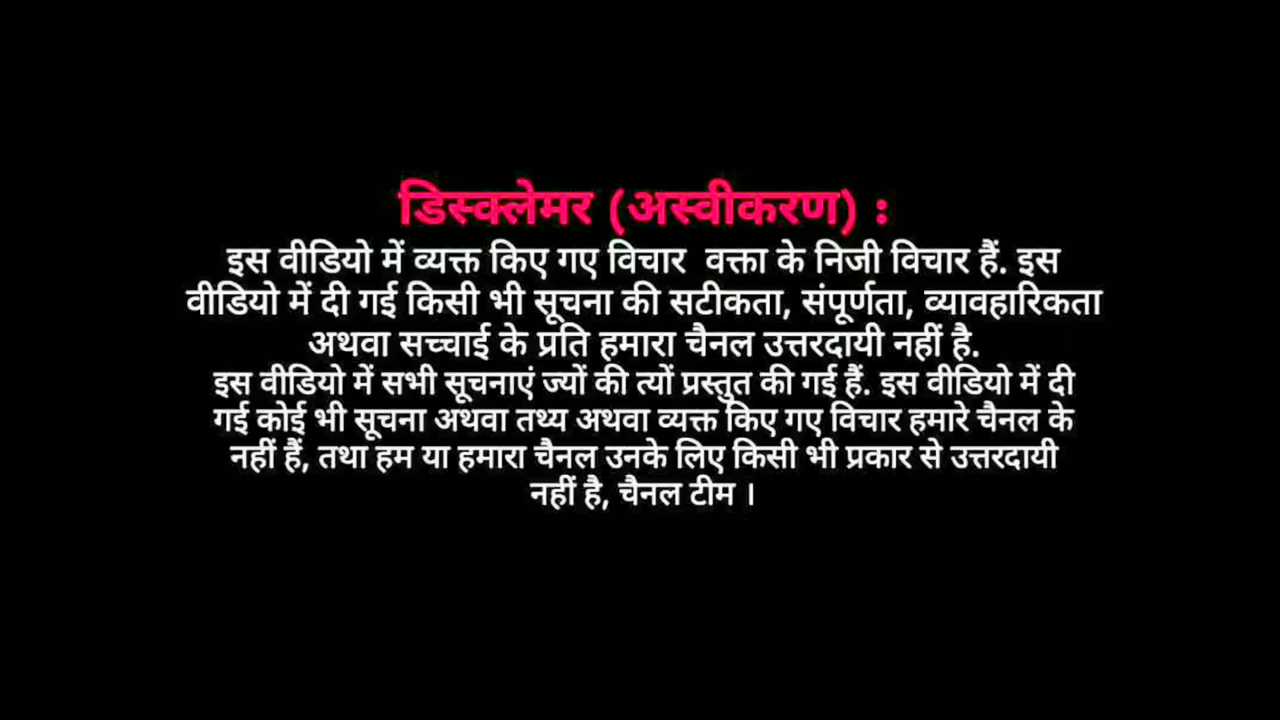 डिस्क्लेमर (अस्वीकरण) :
इस वीडियो में व्यक्त किए गए विचार वक्ता के निजी विचार हैं. इस
वीडियो में दी गई किसी भी सूचना की सटीकता, संपूर्णता, व्यावहारिकता
अथवा सच्चाई के प्रति हमारा चैनल उत्तरदायी नहीं है.
इस वीडियो में सभी सूचनाएं ज्यों की त्यों प्रस्तुत की गई हैं. इस वीडियो में दी
गई कोई भी सूचना अथवा तथ्य अथवा व्यक्त किए गए विचार हमारे चैनल के
नहीं हैं, तथा हम या हमारा चैनल उनके लिए किसी भी प्रकार से उत्तरदायी
नहीं है, चैनल टीम ।